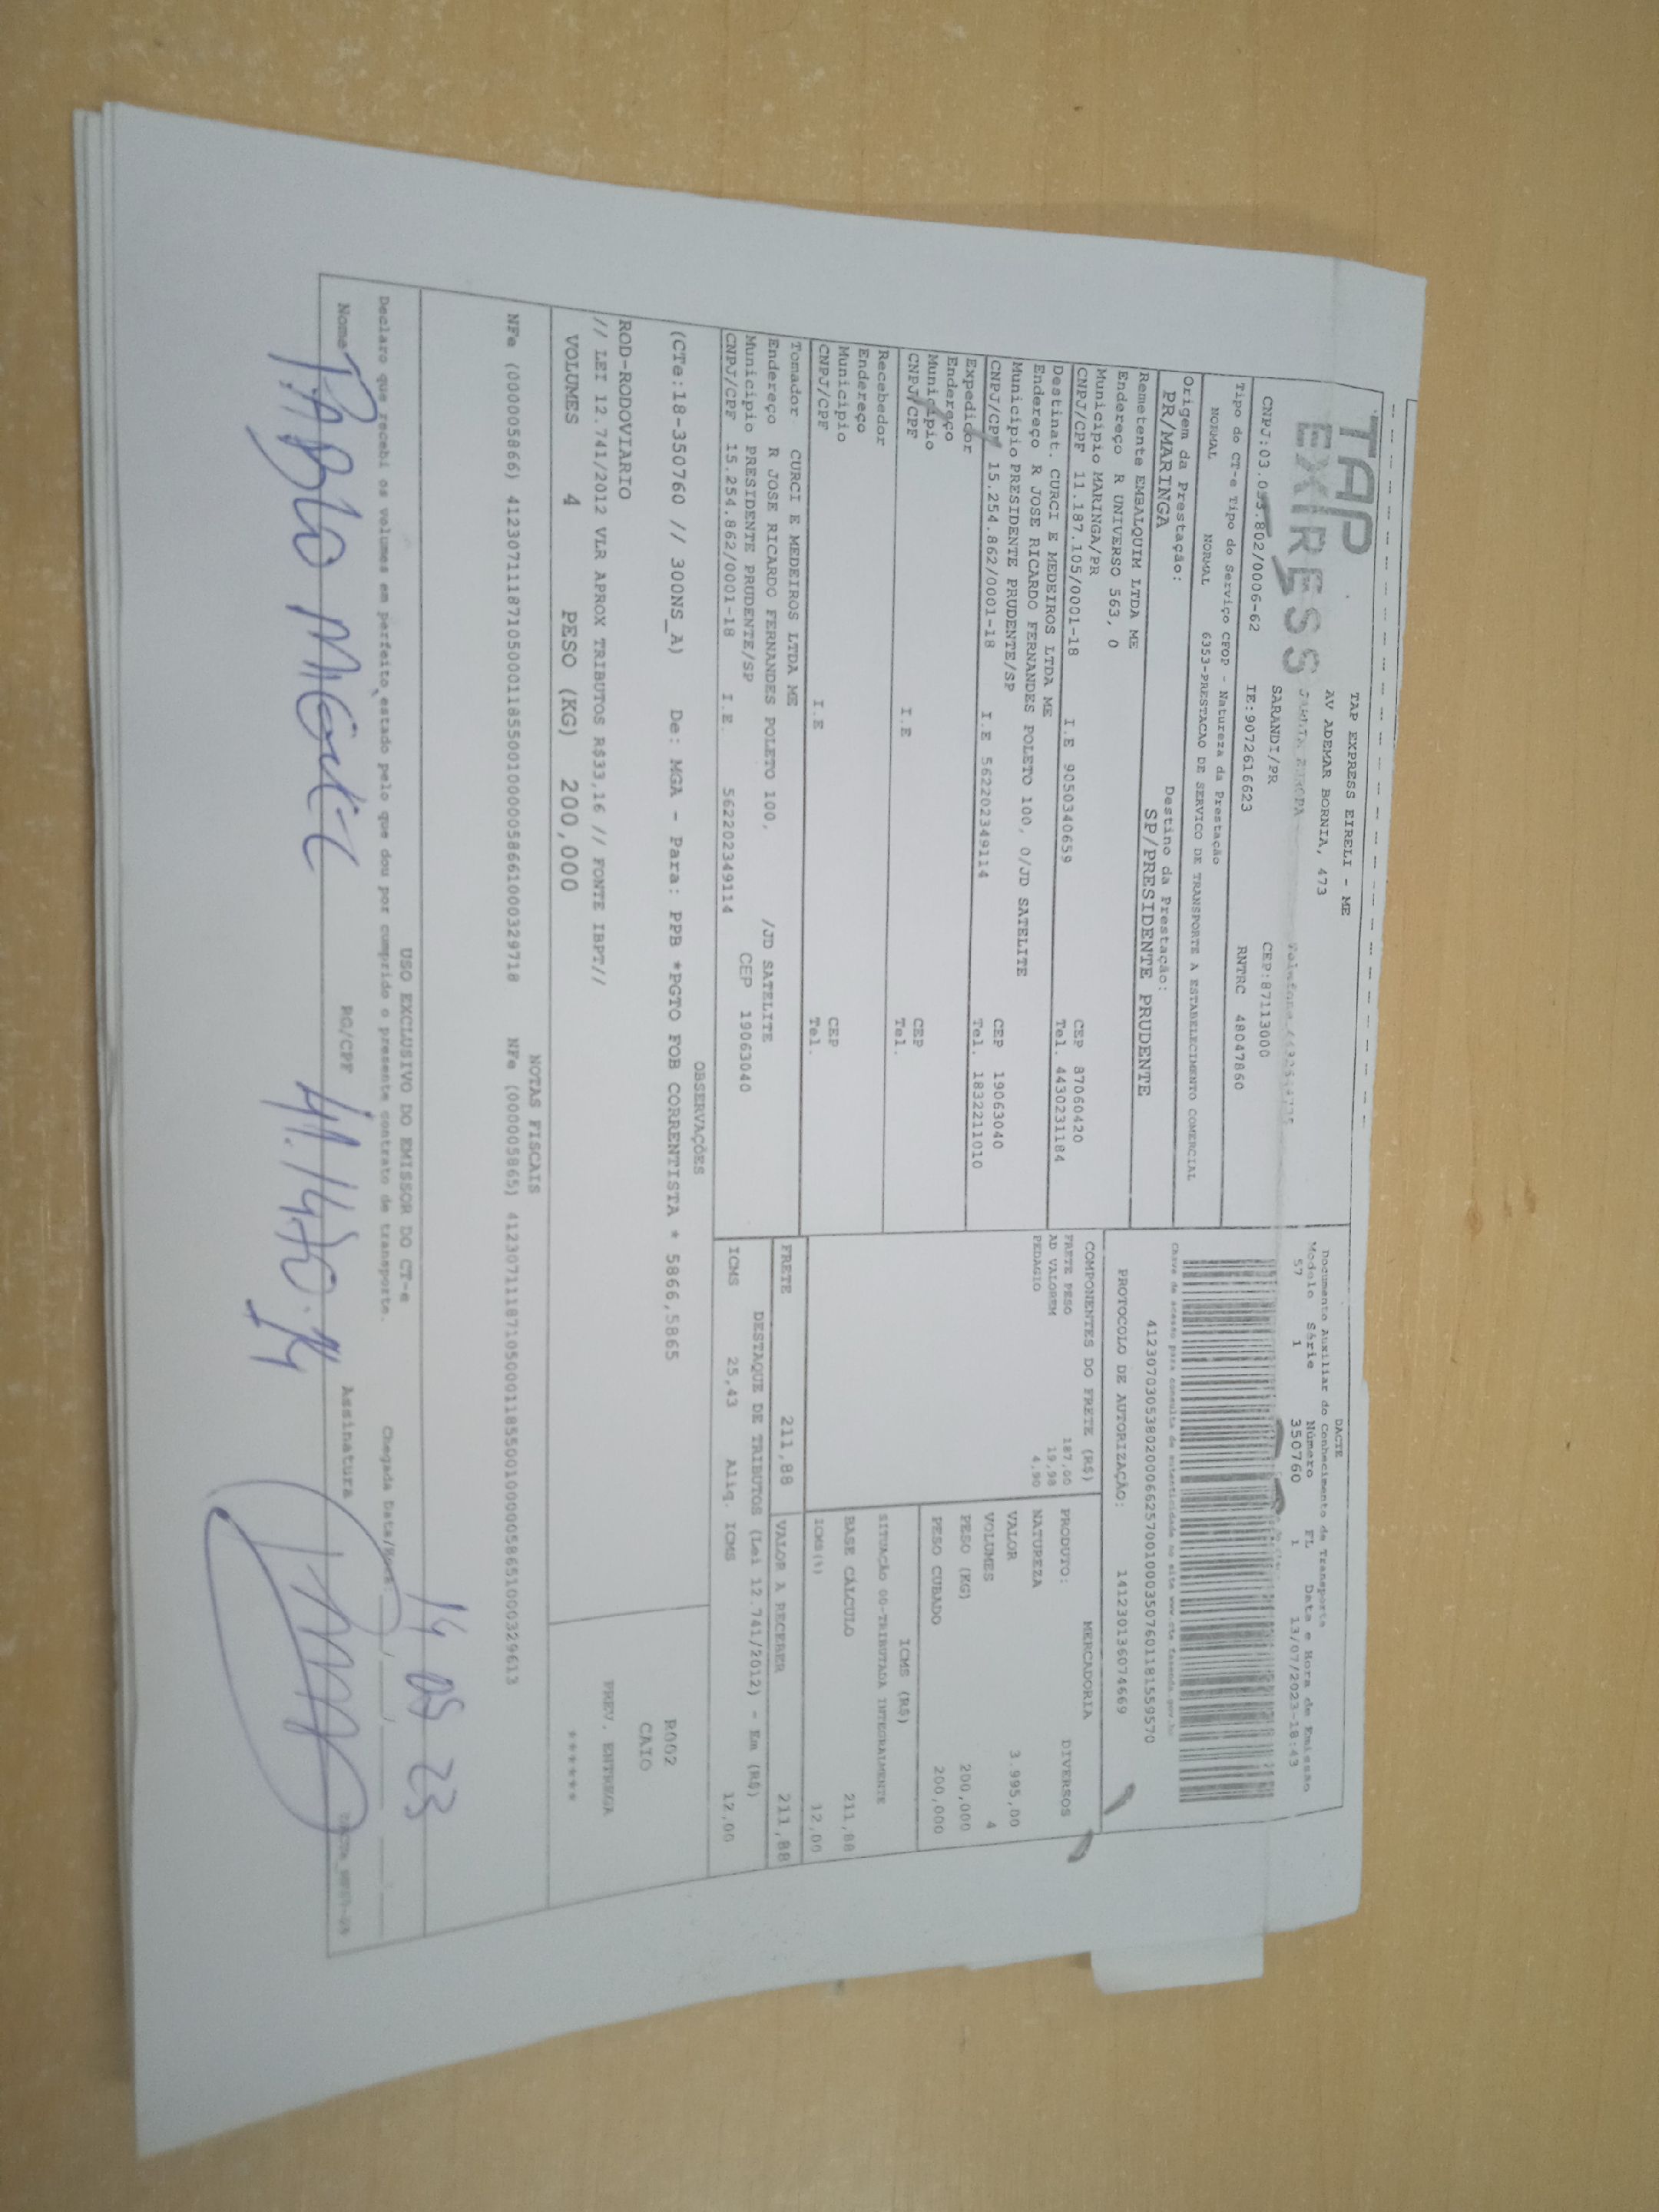 TAP
EXPRESS
TAP EXPRESS EIRELI - ME
AV ADEMAR BORNIA, 473
SARANDI/PR CEP:87113000
CNPJ:03.053.802/0006-62 IE:9072616623 RNTRC 48047860
Tipo do CT-e Tipo do Serviço CFOP - Natureza da Prestação
NORMAL NORMAL 6353-PRESTACAO DE SERVICO DE TRANSPORTE A ESTABELECIMENTO COMERCIAL
Origem da Prestação: Destino da Prestação:
PR/MARINGA SP/PRESIDENTE PRUDENTE
Remetente EMBALQUIM LTDA ME
Endereço R UNIVERSO 563, 0
Município MARINGA/PR CEP 87060420
CNPJ/CPF 11.187.105/0001-18 I.E 9050340659 Tel. 4430231184
Destinat. CURCI E MEDEIROS LTDA ME
Endereço R JOSE RICARDO FERNANDES POLETO 100, 0/JD SATELITE
Município PRESIDENTE PRUDENTE/SP CEP 19063040
CNPJ/CPF 15.254.862/0001-18 I.E 562202349114 Tel. 1832211010
Expedidor
Endereço
Município CEP
CNPJ/CPF I.E Tel.
Recebedor
Endereço
Município CEP
CNPJ/CPF I.E Tel.
Tomador CURCI E MEDEIROS LTDA ME
Endereço R JOSE RICARDO FERNANDES POLETO 100, /JD SATELITE
Município PRESIDENTE PRUDENTE/SP CEP 19063040
CNPJ/CPF 15.254.862/0001-18 I.E. 562202349114
DACTE
Documento Auxiliar do Conhecimento de Transporte
Modelo Série Número FL Data e Hora de Emissão
57 1 350760 1 13/07/2023-18:43
Chave de acesso para consulta de autenticidade no site www.cte.fazenda.gov.br
41230703053802000662570010003507601181559570
PROTOCOLO DE AUTORIZAÇÃO: 141230136074669
COMPONENTES DO FRETE (R$)
FRETE PESO 187,00
AD VALOREM 19,98
PEDAGIO 4,90
MERCADORIA
PRODUTO: DIVERSOS
NATUREZA
VALOR 3.995,00
VOLUMES 4
PESO (KG) 200,000
PESO CUBADO 200,000
ICMS (R$)
SITUAÇÃO 00-TRIBUTADA INTEGRALMENTE
BASE CÁLCULO 211,88
ICMS(%) 12,00
FRETE 211,88 VALOR A RECEBER 211,88
DESTAQUE DE TRIBUTOS (Lei 12.741/2012) - Em (R$)
ICMS 25,43 Aliq. ICMS 12,00
OBSERVAÇÕES
(CTe:18-350760 // 300NS_A) De: MGA - Para: PPB *PGTO FOB CORRENTISTA * 5866,5865
ROD-RODOVIARIO
// LEI 12.741/2012 VLR APROX TRIBUTOS R$33,16 // FONTE IBPT//
R002
CAIO
VOLUMES 4 PESO (KG) 200,000
PREV. ENTREGA
******
NOTAS FISCAIS
NFe (000005866) 41230711187105000118550010000058661000329718 NFe (000005865) 41230711187105000118550010000058651000329613
USO EXCLUSIVO DO EMISSOR DO CT-e
Declaro que recebi os volumes em perfeito estado pelo que dou por cumprido o presente contrato de transporte. Chegada Data/Hora:
Nome RG/CPF Assinatura
PABLO